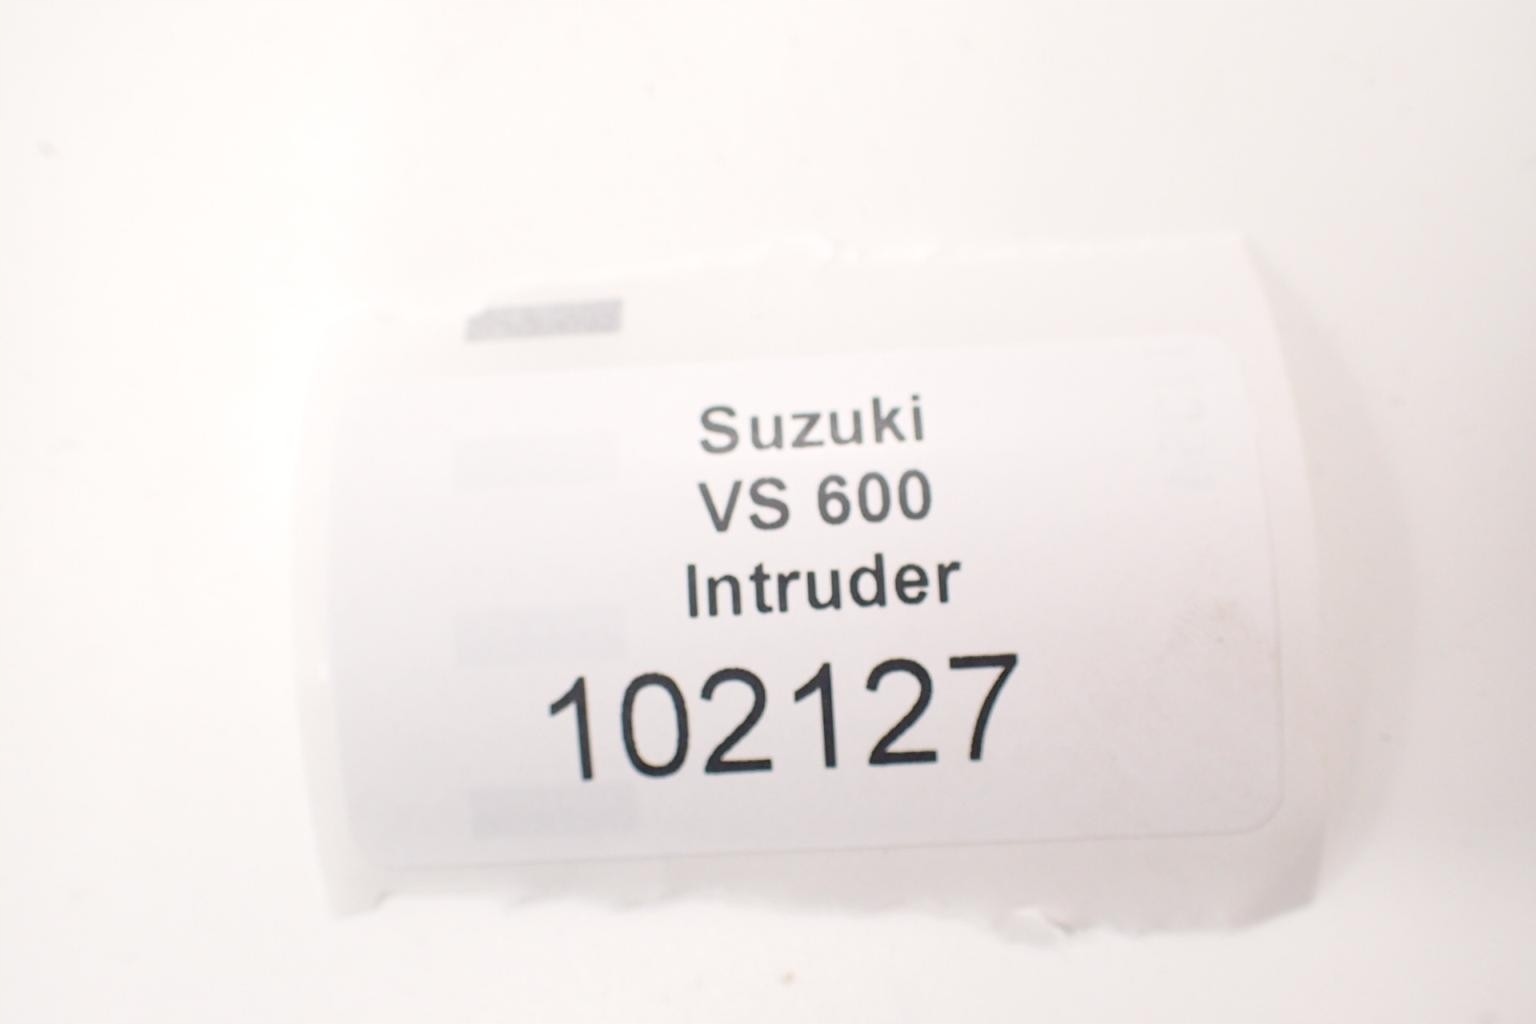 Suzuki
VS 600
Intruder
102127